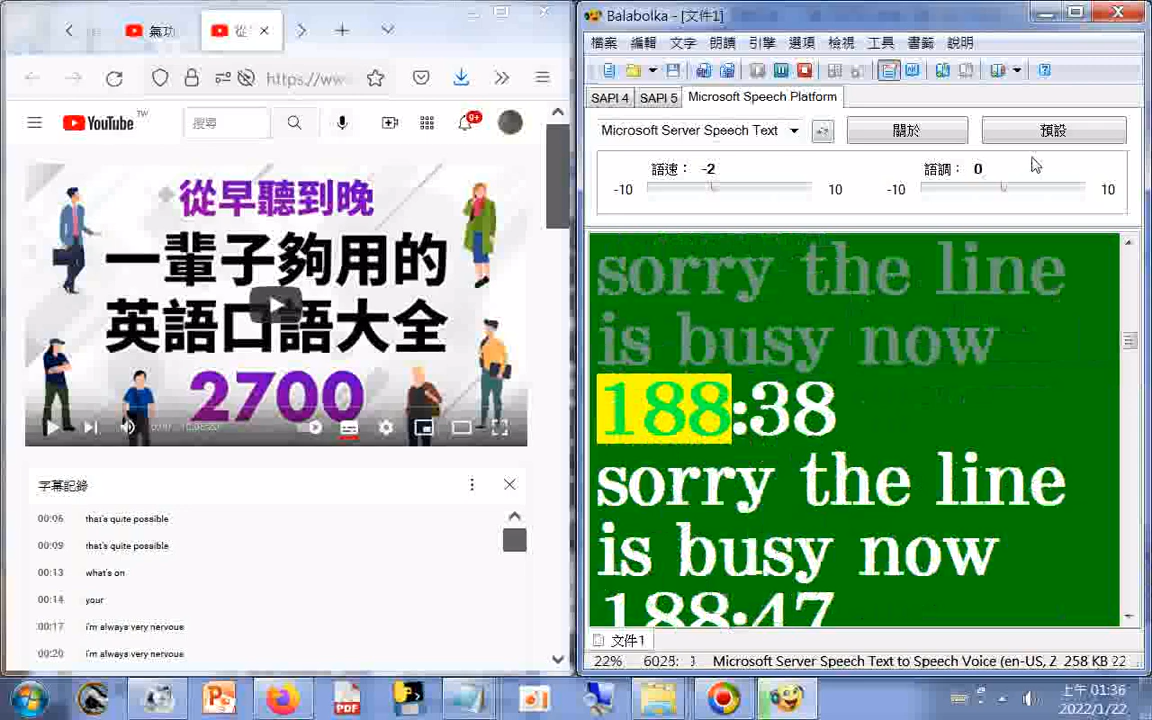 氣功
從
https://www
YouTube TW
搜尋
9+
從早聽到晚
一輩子夠用的
英語口語大全
2700
字幕記錄
00:06 that's quite possible
00:09 that's quite possible
00:13 what's on
00:14 your
00:17 i'm always very nervous
00:20 i'm always very nervous
Balabolka - [文件1]
檔案 編輯 文字 朗讀 引擎 選項 檢視 工具 書籤 說明
SAPI 4 SAPI 5 Microsoft Speech Platform
Microsoft Server Speech Text 關於 預設
語速： -2 語調： 0
-10 10 -10 10
sorry the line
is busy now
188:38
sorry the line
is busy now
188:47
文件1
22% 6028: Microsoft Server Speech Text to Speech Voice (en-US, Z 258 KB 22
PDF
上午 01:36
2022/1/22